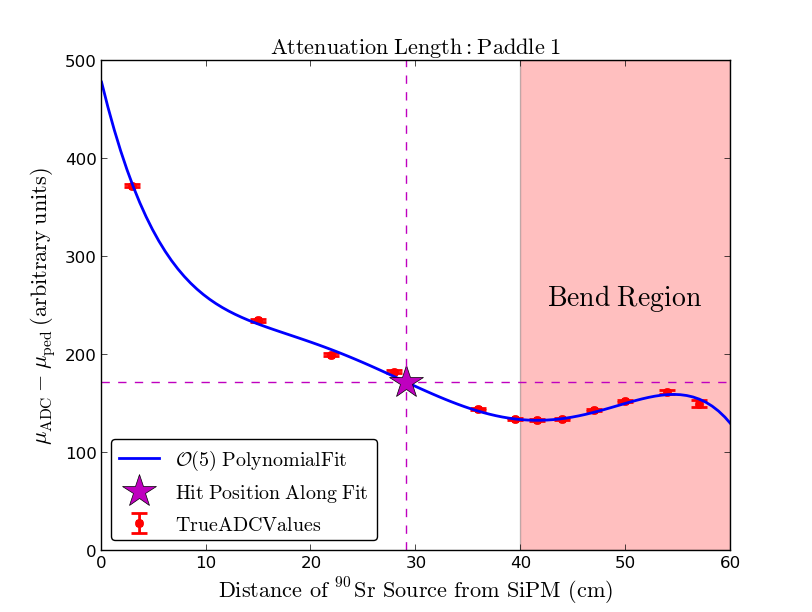 Attenuation Length : Paddle 1
500
400
300
200
100
0
μADC − μped (arbitrary units)
Bend Region
O(5) PolynomialFit
Hit Position Along Fit
TrueADCValues
0 10 20 30 40 50 60
Distance of ⁹⁰Sr Source from SiPM (cm)